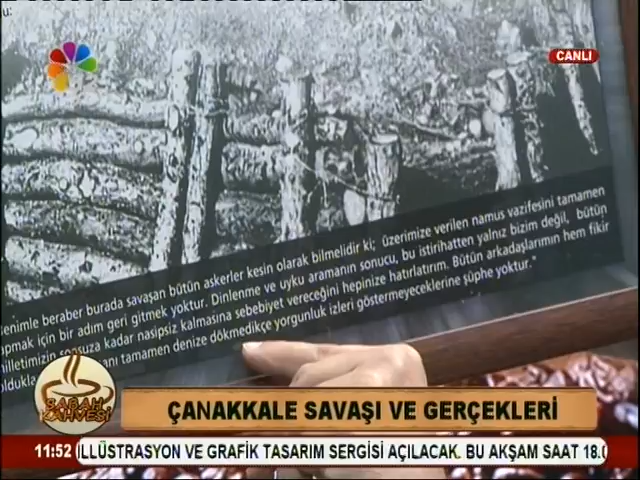 u:
CANLI
benimle beraber burada savaşan bütün askerler kesin olarak bilmelidir ki; üzerimize verilen namus vazifesini tamamen
yapmak için bir adım geri gitmek yoktur. Dinlenme ve uyku aramanın sonucu, bu istirihatten yalnız bizim değil, bütün
milletimizin sonsuza kadar nasipsiz kalmasına sebebiyet vereceğini hepinize hatırlatırım. Bütün arkadaşlarımın hem fikir
oldukla anı tamamen denize dökmedikçe yorgunluk izleri göstermeyeceklerine şüphe yoktur."
SABAH
KAHVESİ
ÇANAKKALE SAVAŞI VE GERÇEKLERİ
11:52 İLLÜSTRASYON VE GRAFİK TASARIM SERGİSİ AÇILACAK. BU AKŞAM SAAT 18.0